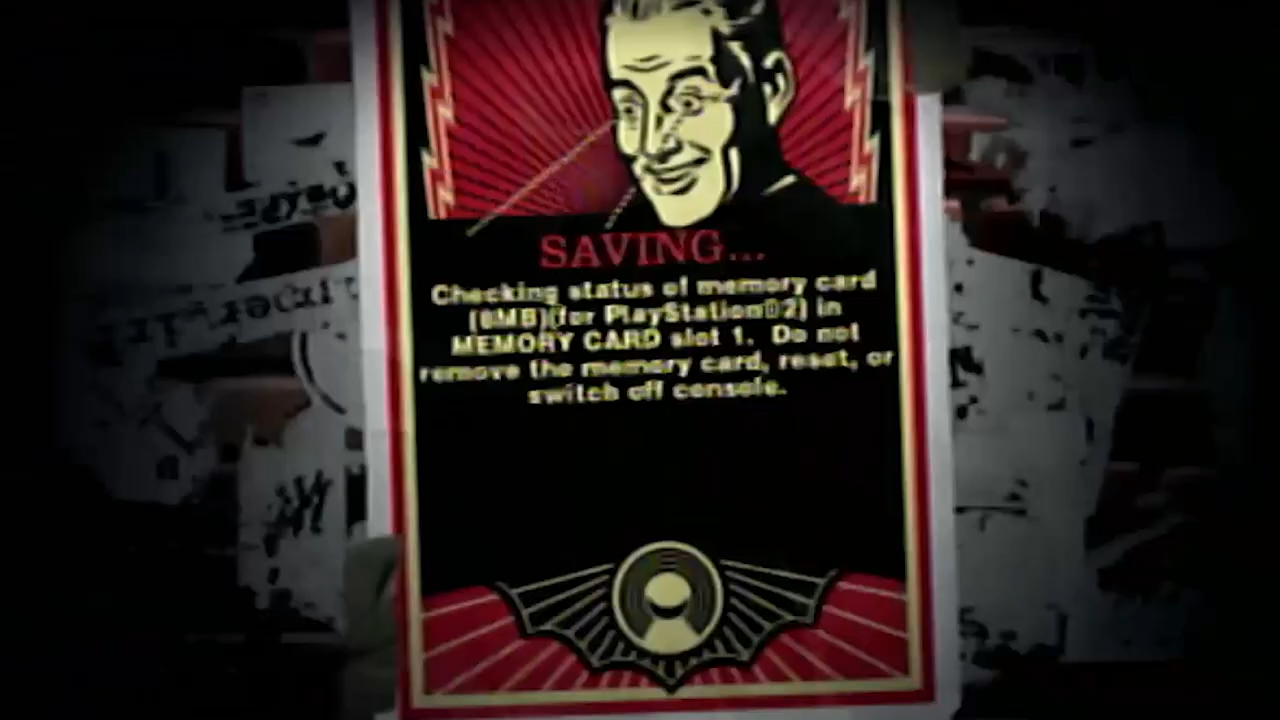 SAVING...
Checking status of memory card
(8MB)(for PlayStation▯2) in
MEMORY CARD slot 1. Do not
remove the memory card, reset, or
switch off console.